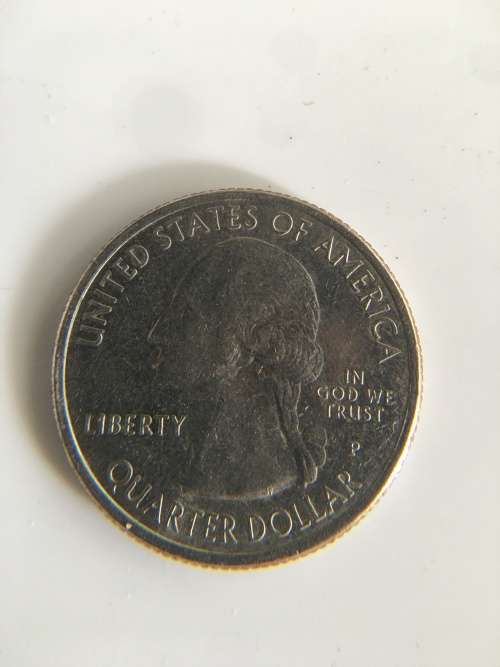 UNITED STATES OF AMERICA
LIBERTY
IN
GOD WE
TRUST
P
QUARTER DOLLAR